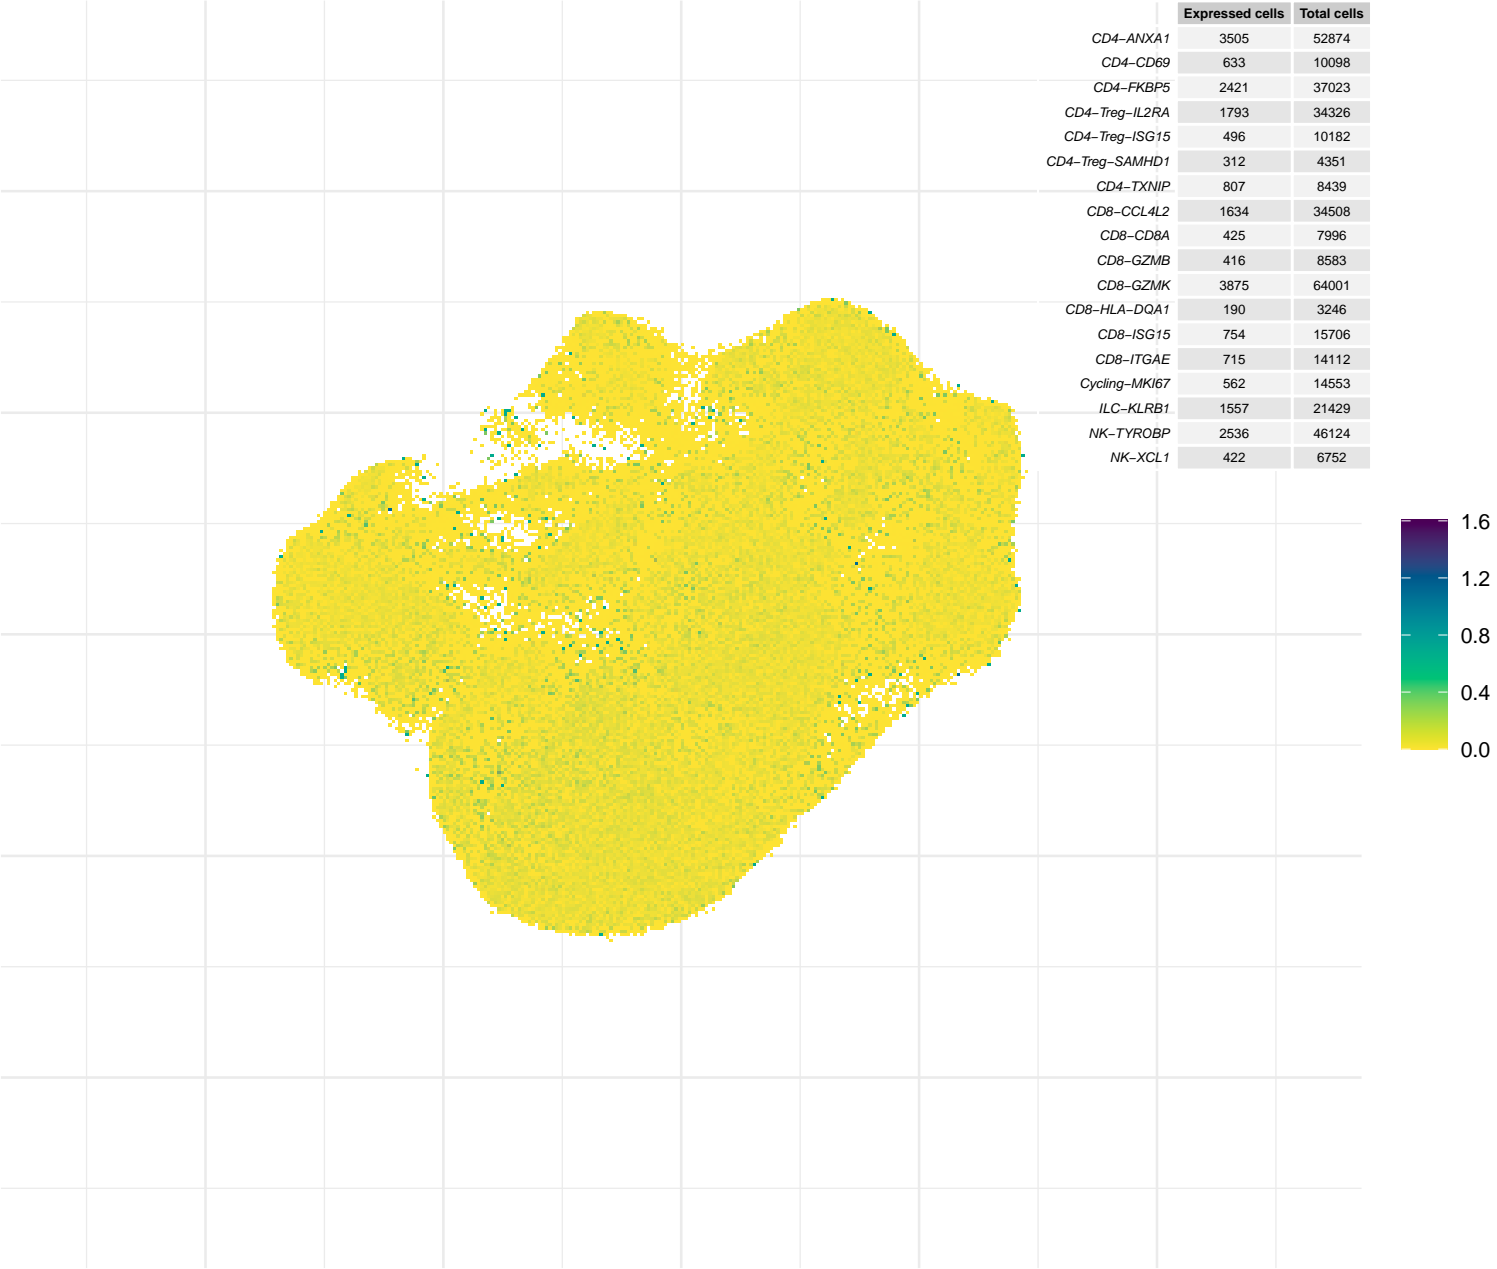 Expressed cells Total cells
CD4−ANXA1 3505 52874
CD4−CD69 633 10098
CD4−FKBP5 2421 37023
CD4−Treg−IL2RA 1793 34326
CD4−Treg−ISG15 496 10182
CD4−Treg−SAMHD1 312 4351
CD4−TXNIP 807 8439
CD8−CCL4L2 1634 34508
CD8−CD8A 425 7996
CD8−GZMB 416 8583
CD8−GZMK 3875 64001
CD8−HLA−DQA1 190 3246
CD8−ISG15 754 15706
CD8−ITGAE 715 14112
Cycling−MKI67 562 14553
ILC−KLRB1 1557 21429
NK−TYROBP 2536 46124
NK−XCL1 422 6752
1.6
1.2
0.8
0.4
0.0